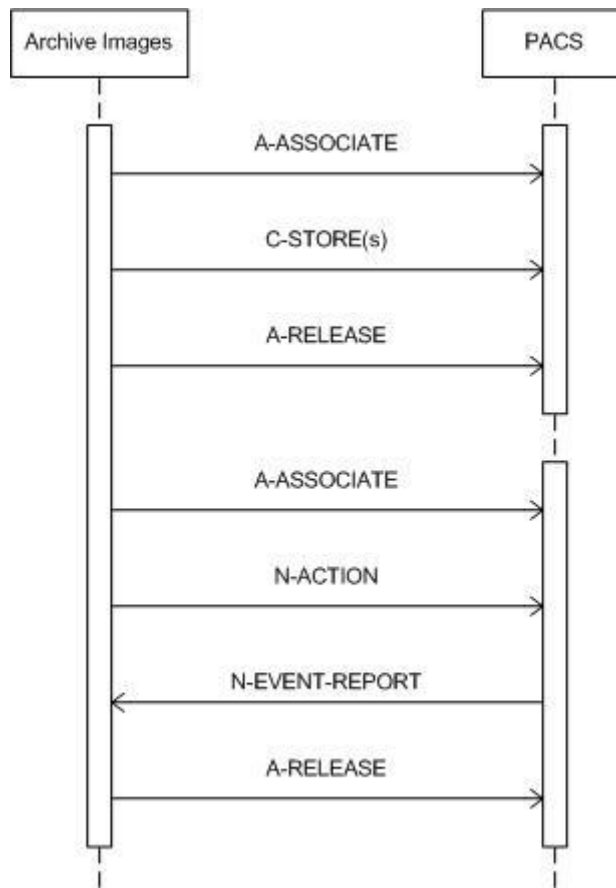 Archive Images
PACS
A-ASSOCIATE
C-STORE(s)
A-RELEASE
A-ASSOCIATE
N-ACTION
N-EVENT-REPORT
A-RELEASE